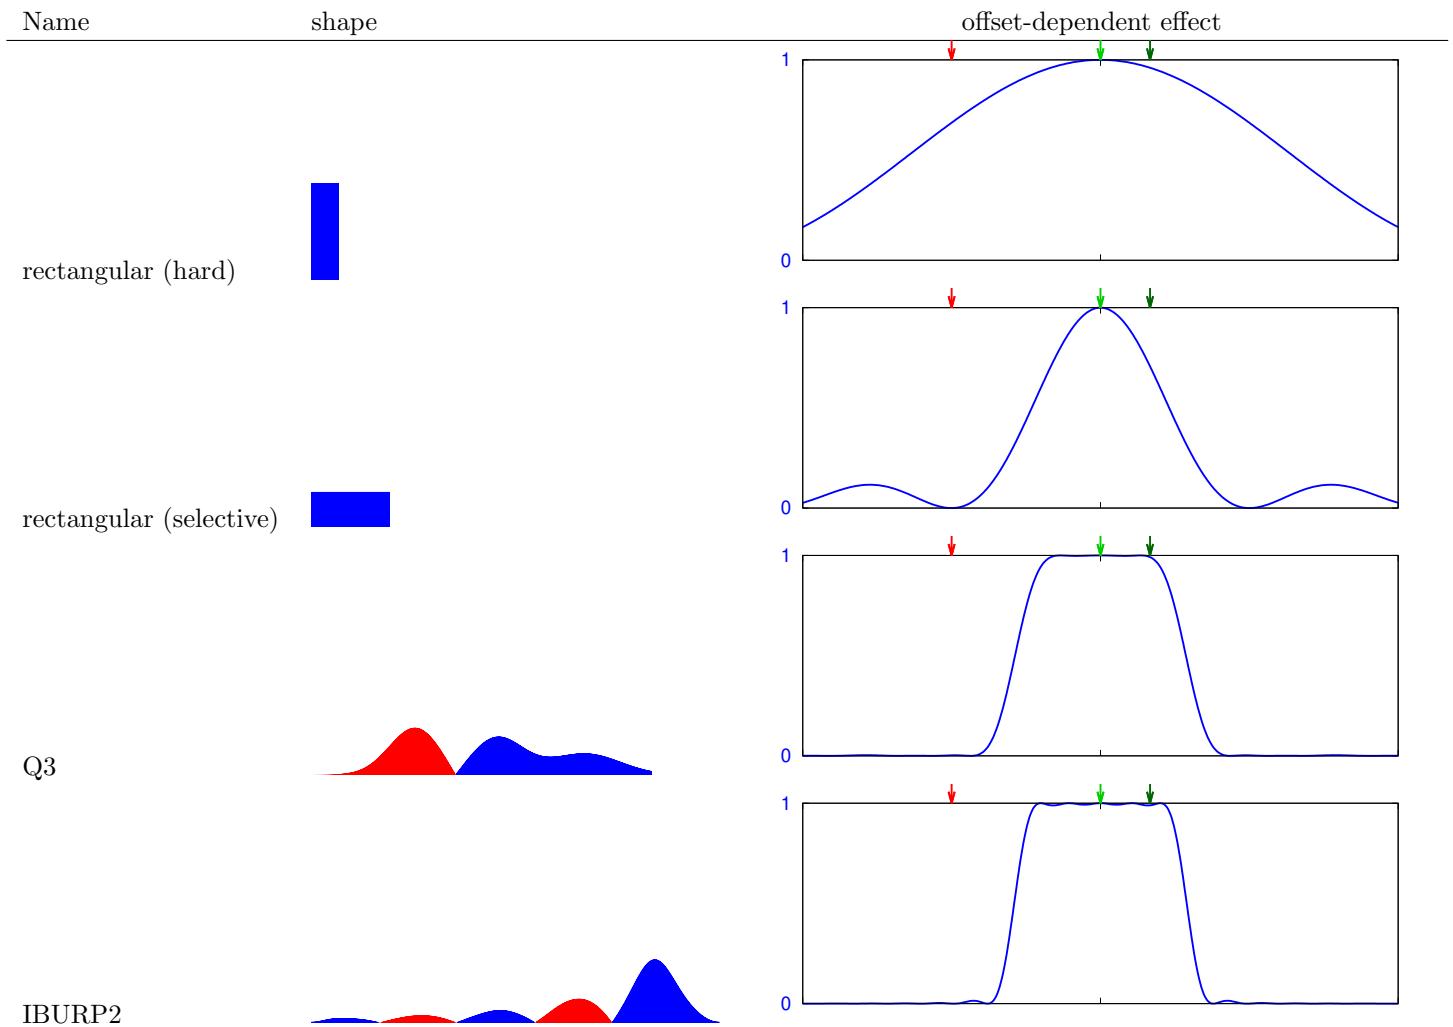 Name shape offset-dependent effect
1
0
rectangular (hard)
1
0
rectangular (selective)
1
0
Q3
1
0
IBURP2